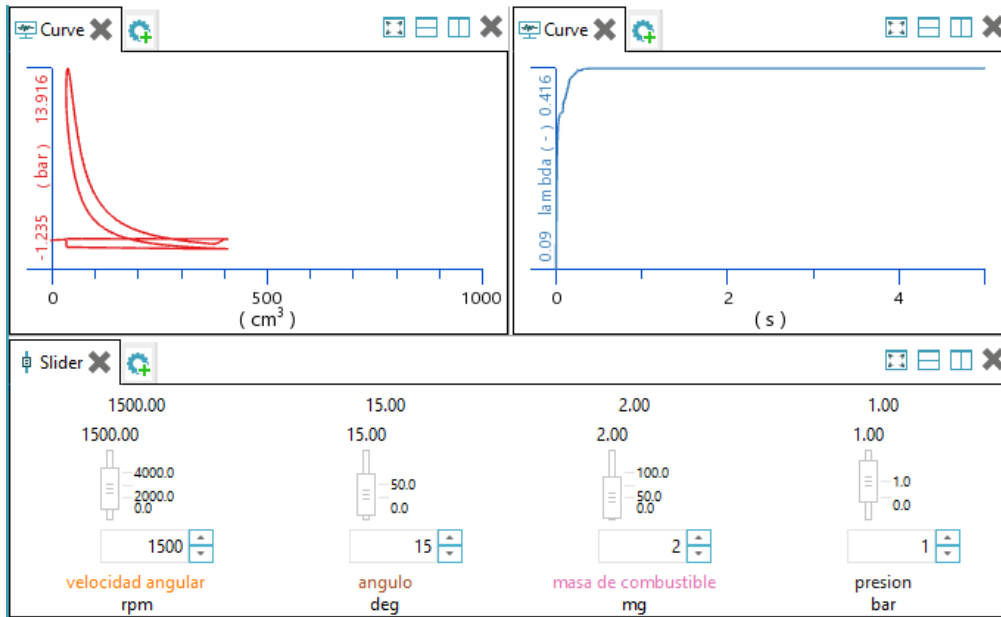 Curve
13.916
( bar )
-1.235
0
500
1000
( cm³ )
Curve
0.416
lambda ( - )
0.09
0
2
4
( s )
Slider
1500.00 15.00 2.00 1.00
1500.00 15.00 2.00 1.00
4000.0
2000.0
0.0
50.0
0.0
100.0
50.0
0.0
1.0
0.0
1500 15 2 1
velocidad angular angulo masa de combustible presion
rpm deg mg bar